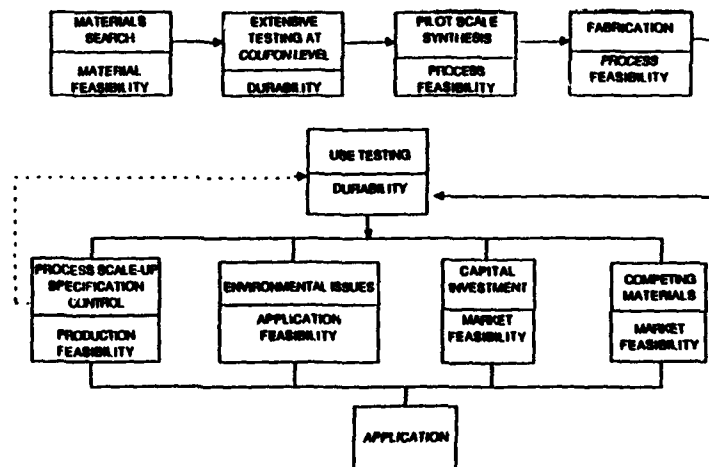 MATERIALS
SEARCH
MATERIAL
FEASIBILITY
EXTENSIVE
TESTING AT
COUPON LEVEL
DURABILITY
PILOT SCALE
SYNTHESIS
PROCESS
FEASIBILITY
FABRICATION
PROCESS
FEASIBILITY
USE TESTING
DURABILITY
PROCESS SCALE-UP
SPECIFICATION
CONTROL
PRODUCTION
FEASIBILITY
ENVIRONMENTAL ISSUES
APPLICATION
FEASIBILITY
CAPITAL
INVESTMENT
MARKET
FEASIBILITY
COMPETING
MATERIALS
MARKET
FEASIBILITY
APPLICATION